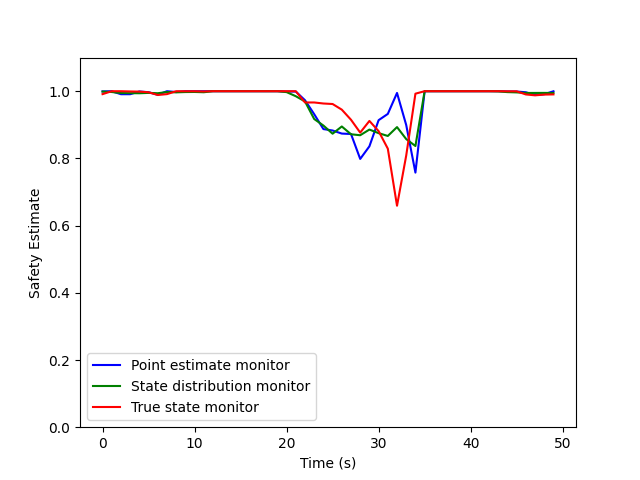 1.0
0.8
0.6
0.4
0.2
0.0
Safety Estimate
Point estimate monitor
State distribution monitor
True state monitor
0 10 20 30 40 50
Time (s)